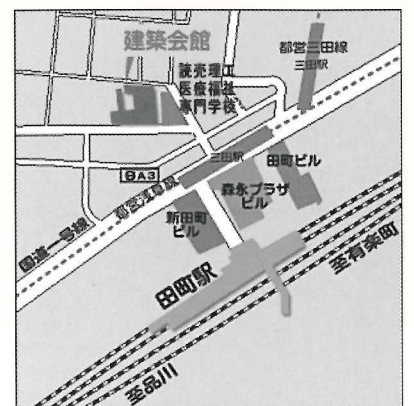 建築会館
都営三田線
三田駅
読売理工
医療福祉
専門学校
三田駅
田町ビル
9A3
森永プラザ
ビル
都営浅草線
新田町
ビル
国道一号線
田町駅
至有楽町
至品川